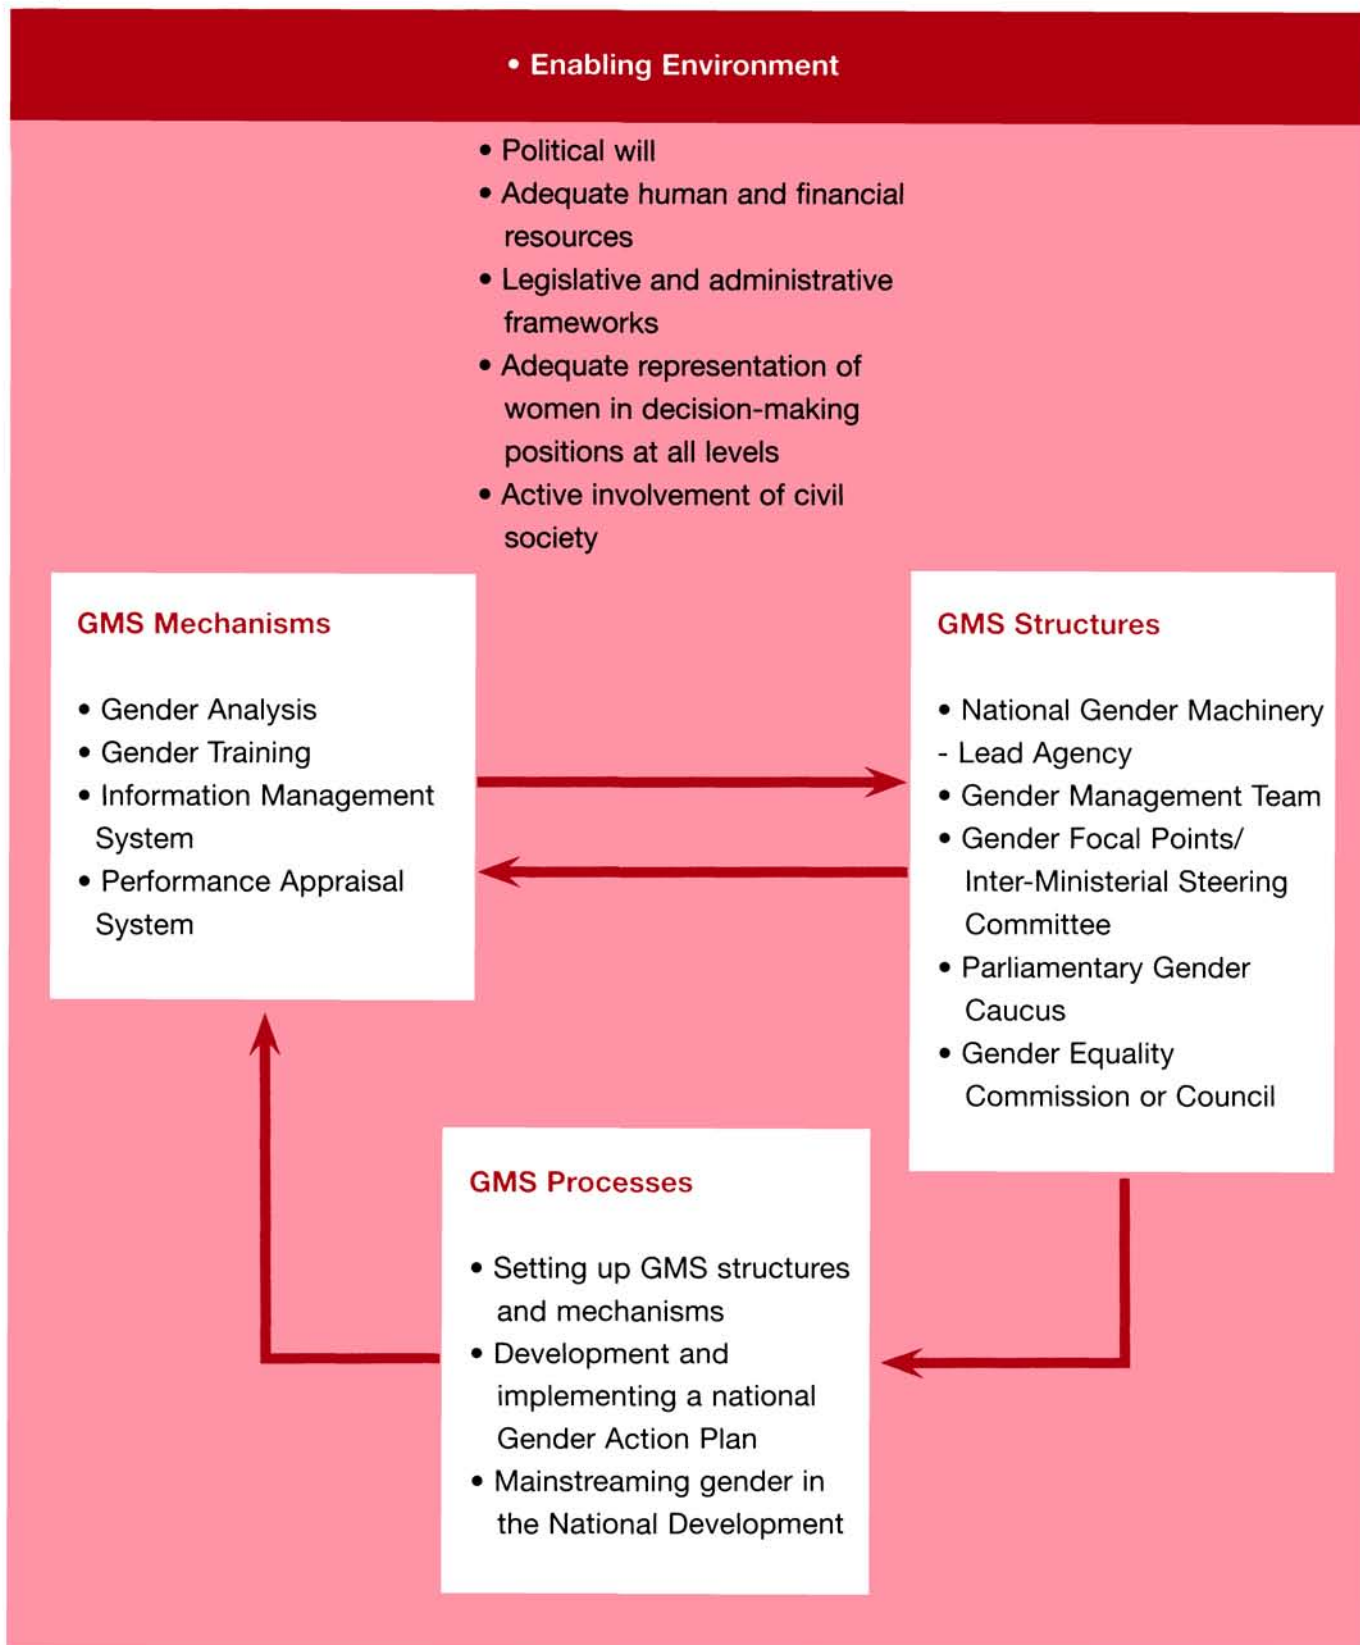 • Enabling Environment
• Political will
• Adequate human and financial
resources
• Legislative and administrative
frameworks
• Adequate representation of
women in decision-making
positions at all levels
• Active involvement of civil
society
GMS Mechanisms
• Gender Analysis
• Gender Training
• Information Management
System
• Performance Appraisal
System
GMS Structures
• National Gender Machinery
- Lead Agency
• Gender Management Team
• Gender Focal Points/
Inter-Ministerial Steering
Committee
• Parliamentary Gender
Caucus
• Gender Equality
Commission or Council
GMS Processes
• Setting up GMS structures
and mechanisms
• Development and
implementing a national
Gender Action Plan
• Mainstreaming gender in
the National Development